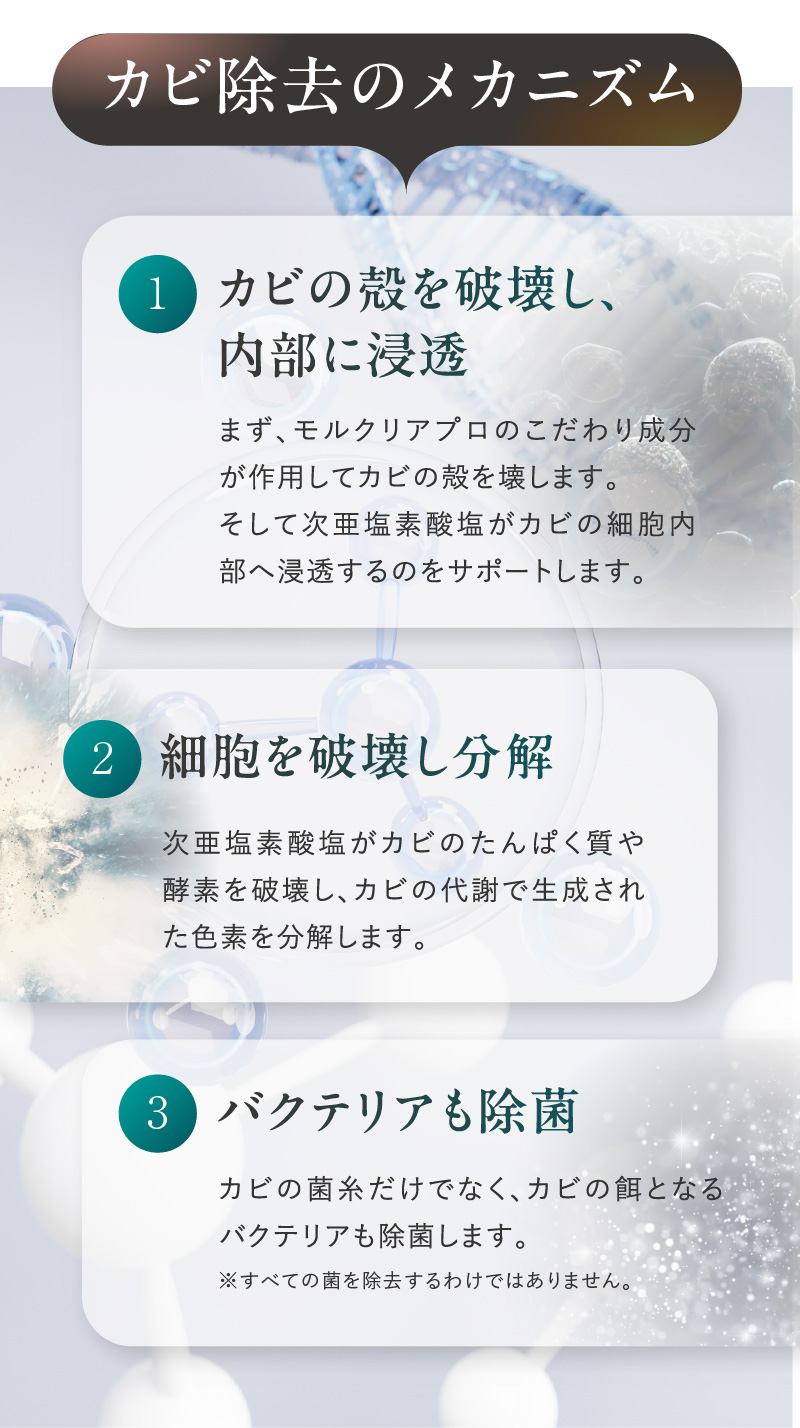 カビ除去のメカニズム
1
カビの殻を破壊し、
内部に浸透
まず、モルクリアプロのこだわり成分
が作用してカビの殻を壊します。
そして次亜塩素酸塩がカビの細胞内
部へ浸透するのをサポートします。
2
細胞を破壊し分解
次亜塩素酸塩がカビのたんぱく質や
酵素を破壊し、カビの代謝で生成され
た色素を分解します。
3
バクテリアも除菌
カビの菌糸だけでなく、カビの餌となる
バクテリアも除菌します。
※すべての菌を除去するわけではありません。